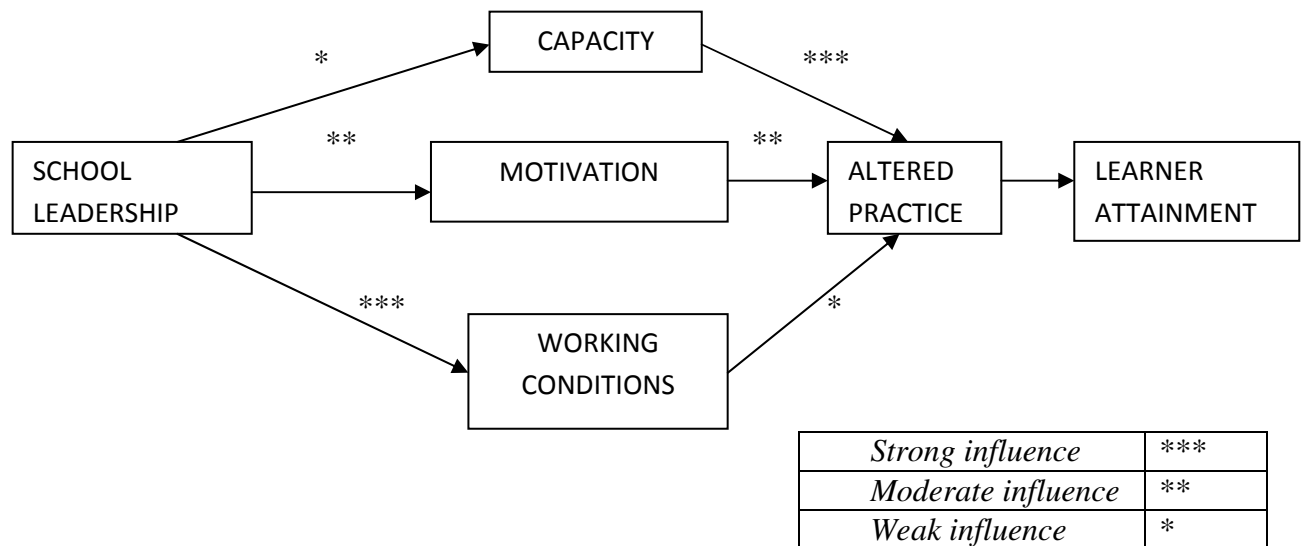 CAPACITY
*
***
SCHOOL
LEADERSHIP
**
MOTIVATION
**
ALTERED
PRACTICE
LEARNER
ATTAINMENT
***
*
WORKING
CONDITIONS
Strong influence ***
Moderate influence **
Weak influence *